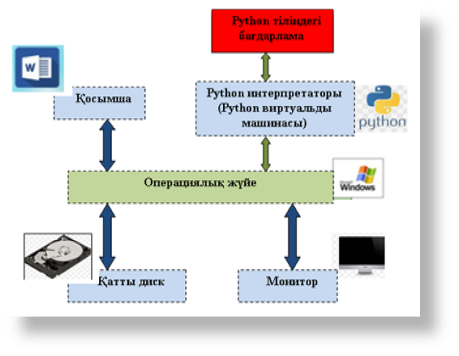 Python тіліндегі
бағдарлама
Қосымша
Python интерпретаторы
(Python виртуальды
машинасы)
python
Операциялық жүйе
Windows
Қатты диск
Монитор